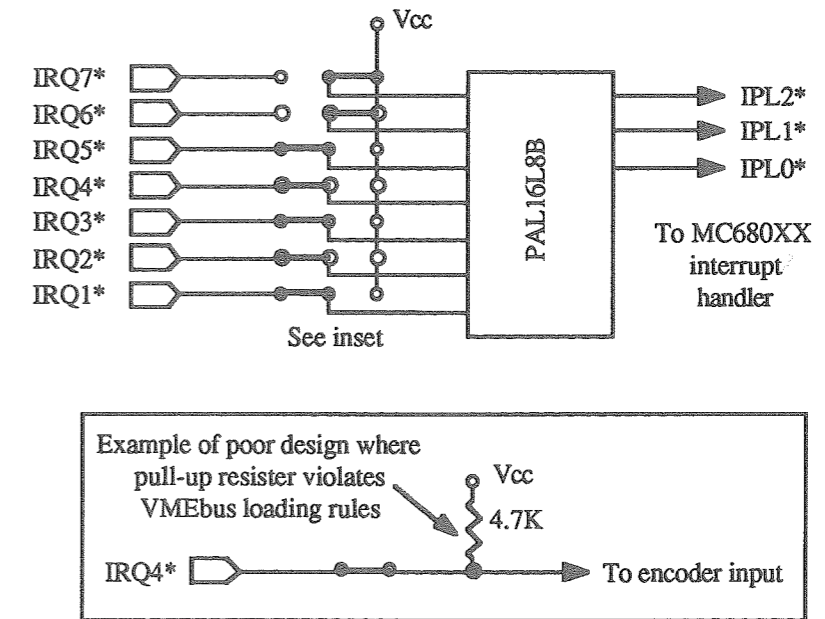 Vcc
IRQ7*
IRQ6*
IRQ5*
IRQ4*
IRQ3*
IRQ2*
IRQ1*
PAL16L8B
IPL2*
IPL1*
IPL0*
To MC680XX
interrupt
handler
See inset
Example of poor design where
pull-up resister violates
VMEbus loading rules
Vcc
4.7K
IRQ4*
To encoder input